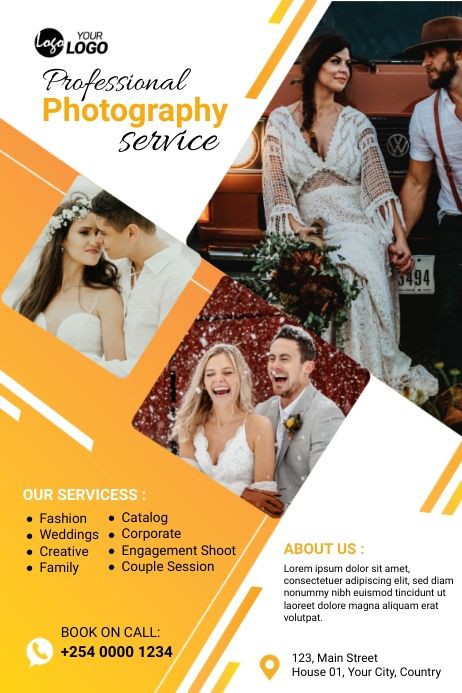 Logo
YOUR
LOGO
Professional
Photography
service
3494
OUR SERVICESS :
Fashion
Weddings
Creative
Family
Catalog
Corporate
Engagement Shoot
Couple Session
ABOUT US :
Lorem ipsum dolor sit amet,
consectetuer adipiscing elit, sed diam
nonummy nibh euismod tincidunt ut
laoreet dolore magna aliquam erat
volutpat.
BOOK ON CALL:
+254 0000 1234
123, Main Street
House 01, Your City, Country